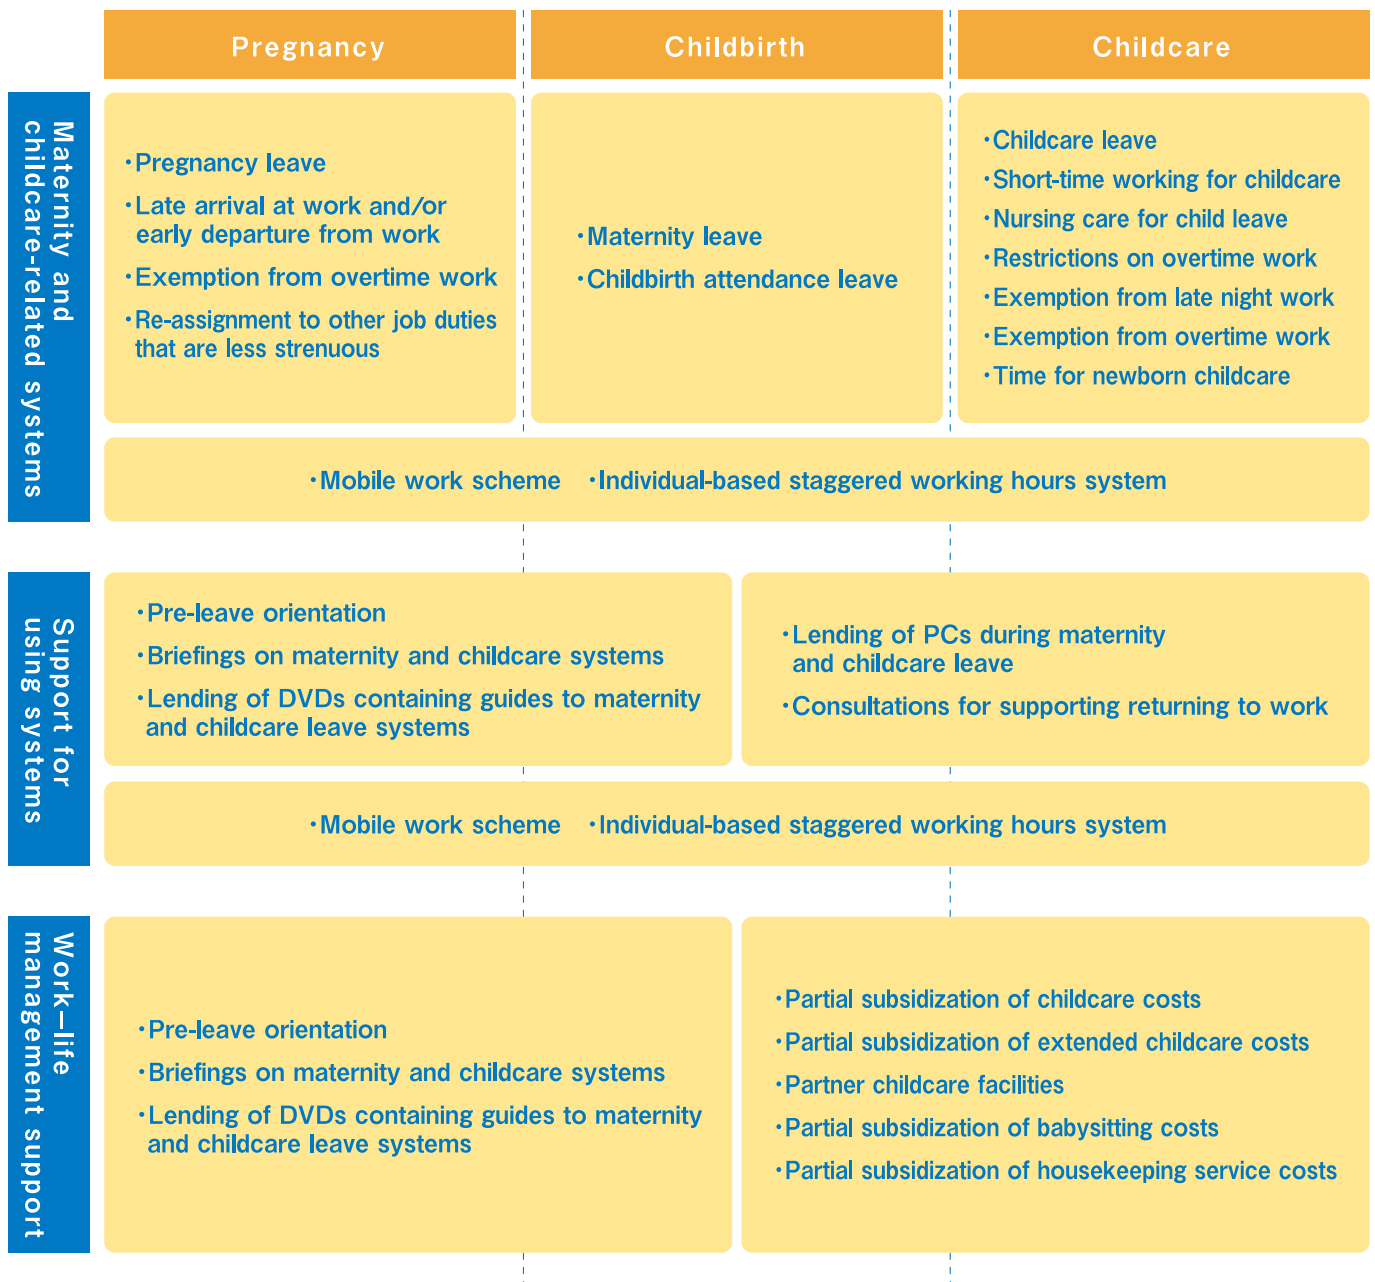 Pregnancy
Childbirth
Childcare
Maternity and
childcare-related systems
・Pregnancy leave
・Late arrival at work and/or
early departure from work
・Exemption from overtime work
・Re-assignment to other job duties
that are less strenuous
・Maternity leave
・Childbirth attendance leave
・Childcare leave
・Short-time working for childcare
・Nursing care for child leave
・Restrictions on overtime work
・Exemption from late night work
・Exemption from overtime work
・Time for newborn childcare
・Mobile work scheme ・Individual-based staggered working hours system
Support for
using systems
・Pre-leave orientation
・Briefings on maternity and childcare systems
・Lending of DVDs containing guides to maternity
and childcare leave systems
・Lending of PCs during maternity
and childcare leave
・Consultations for supporting returning to work
・Mobile work scheme ・Individual-based staggered working hours system
Work—life
management support
・Pre-leave orientation
・Briefings on maternity and childcare systems
・Lending of DVDs containing guides to maternity
and childcare leave systems
・Partial subsidization of childcare costs
・Partial subsidization of extended childcare costs
・Partner childcare facilities
・Partial subsidization of babysitting costs
・Partial subsidization of housekeeping service costs